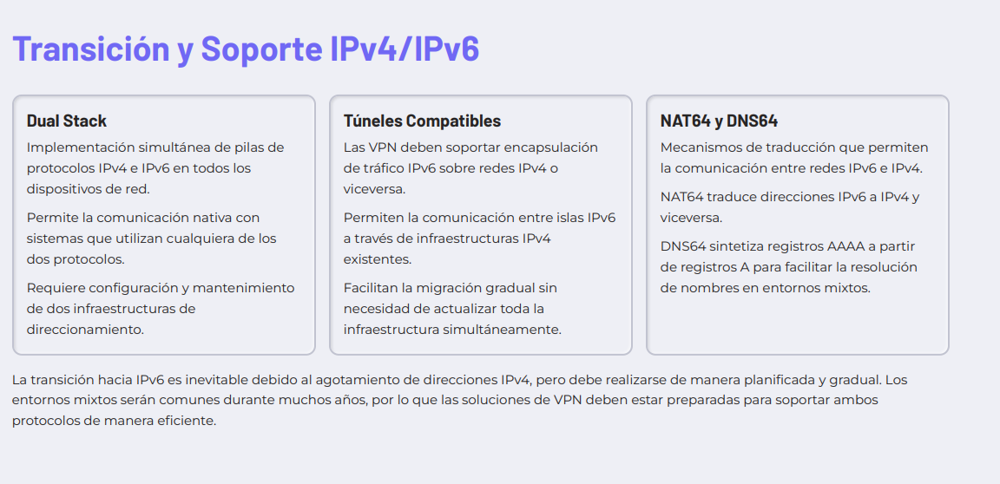 Transición y Soporte IPv4/IPv6
Dual Stack
Implementación simultánea de pilas de
protocolos IPv4 e IPv6 en todos los
dispositivos de red.
Permite la comunicación nativa con
sistemas que utilizan cualquiera de los
dos protocolos.
Requiere configuración y mantenimiento
de dos infraestructuras de
direccionamiento.
Túneles Compatibles
Las VPN deben soportar encapsulación
de tráfico IPv6 sobre redes IPv4 o
viceversa.
Permiten la comunicación entre islas IPv6
a través de infraestructuras IPv4
existentes.
Facilitan la migración gradual sin
necesidad de actualizar toda la
infraestructura simultáneamente.
NAT64 y DNS64
Mecanismos de traducción que permiten
la comunicación entre redes IPv6 e IPv4.
NAT64 traduce direcciones IPv6 a IPv4 y
viceversa.
DNS64 sintetiza registros AAAA a partir
de registros A para facilitar la resolución
de nombres en entornos mixtos.
La transición hacia IPv6 es inevitable debido al agotamiento de direcciones IPv4, pero debe realizarse de manera planificada y gradual. Los
entornos mixtos serán comunes durante muchos años, por lo que las soluciones de VPN deben estar preparadas para soportar ambos
protocolos de manera eficiente.